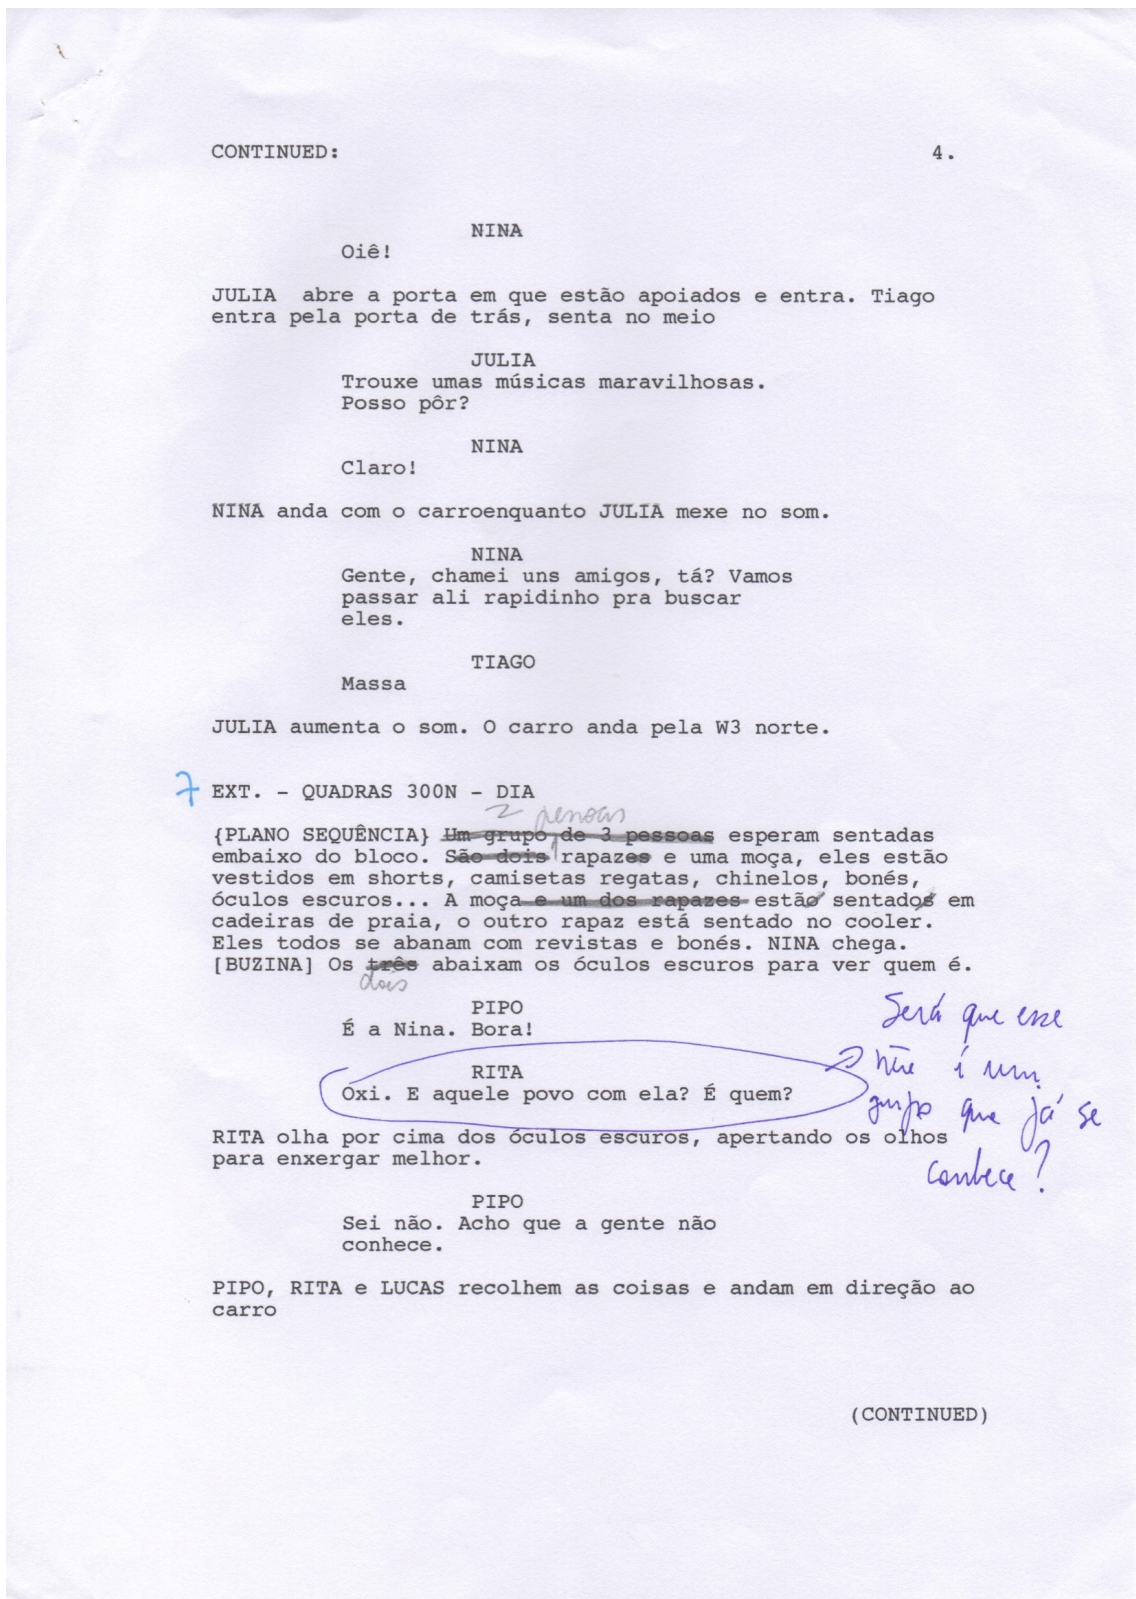 CONTINUED: 4.
NINA
Oiê!
JULIA  abre a porta em que estão apoiados e entra. Tiago
entra pela porta de trás, senta no meio
JULIA
Trouxe umas músicas maravilhosas.
Posso pôr?
NINA
Claro!
NINA anda com o carroenquanto JULIA mexe no som.
NINA
Gente, chamei uns amigos, tá? Vamos
passar ali rapidinho pra buscar
eles.
TIAGO
Massa
JULIA aumenta o som. O carro anda pela W3 norte.
7 EXT. - QUADRAS 300N - DIA
2 pessoas
{PLANO SEQUÊNCIA} Um grupo de 3 pessoas esperam sentadas
embaixo do bloco. São dois 1 rapazes e uma moça, eles estão
vestidos em shorts, camisetas regatas, chinelos, bonés,
óculos escuros... A moça e um dos rapazes estão sentados em
cadeiras de praia, o outro rapaz está sentado no cooler.
Eles todos se abanam com revistas e bonés. NINA chega.
[BUZINA] Os três abaixam os óculos escuros para ver quem é.
dois
PIPO
É a Nina. Bora!
RITA
Oxi. E aquele povo com ela? É quem?
Será que esse
não é um
grupo que já se
conhece?
RITA olha por cima dos óculos escuros, apertando os olhos
para enxergar melhor.
PIPO
Sei não. Acho que a gente não
conhece.
PIPO, RITA e LUCAS recolhem as coisas e andam em direção ao
carro
(CONTINUED)